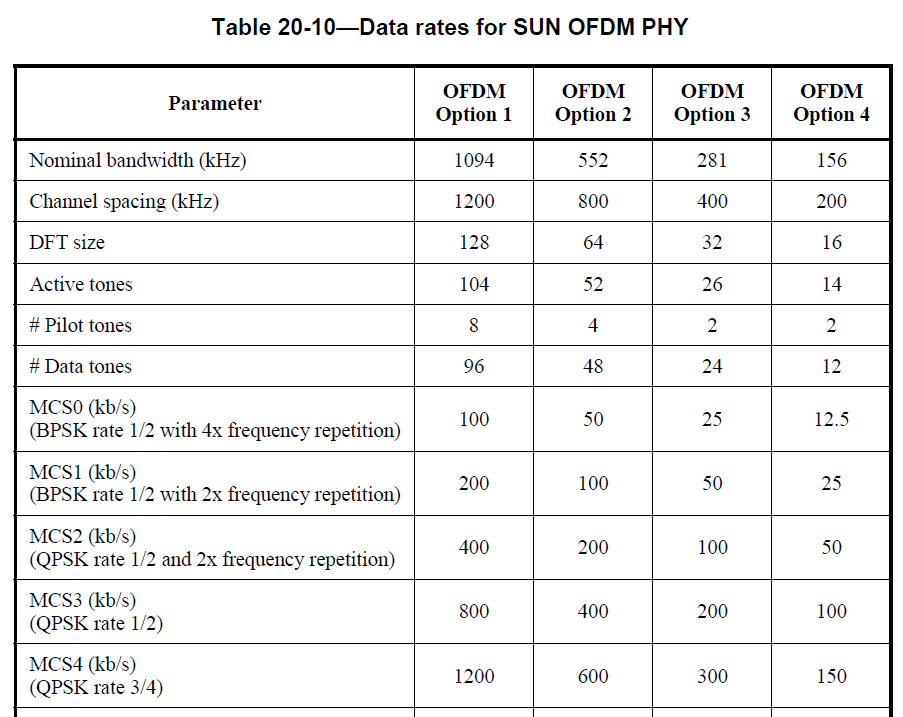 Table 20-10—Data rates for SUN OFDM PHY
Parameter OFDM Option 1 OFDM Option 2 OFDM Option 3 OFDM Option 4
Nominal bandwidth (kHz) 1094 552 281 156
Channel spacing (kHz) 1200 800 400 200
DFT size 128 64 32 16
Active tones 104 52 26 14
# Pilot tones 8 4 2 2
# Data tones 96 48 24 12
MCS0 (kb/s)
(BPSK rate 1/2 with 4x frequency repetition) 100 50 25 12.5
MCS1 (kb/s)
(BPSK rate 1/2 with 2x frequency repetition) 200 100 50 25
MCS2 (kb/s)
(QPSK rate 1/2 and 2x frequency repetition) 400 200 100 50
MCS3 (kb/s)
(QPSK rate 1/2) 800 400 200 100
MCS4 (kb/s)
(QPSK rate 3/4) 1200 600 300 150